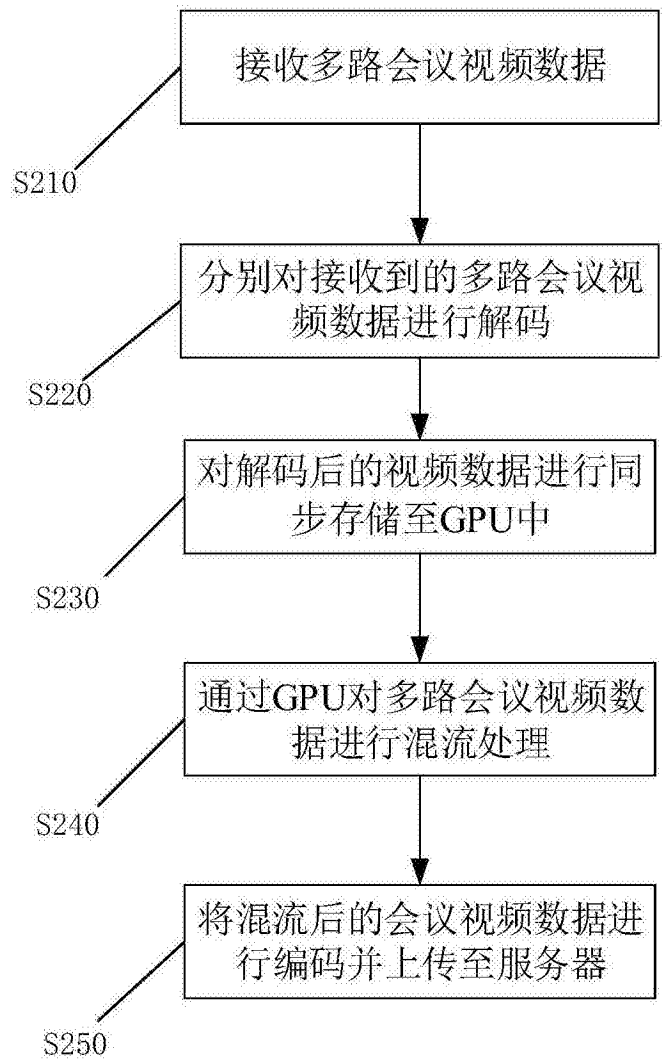 接收多路会议视频数据
S210
分别对接收到的多路会议视
频数据进行解码
S220
对解码后的视频数据进行同
步存储至GPU中
S230
通过GPU对多路会议视频数
据进行混流处理
S240
将混流后的会议视频数据进
行编码并上传至服务器
S250